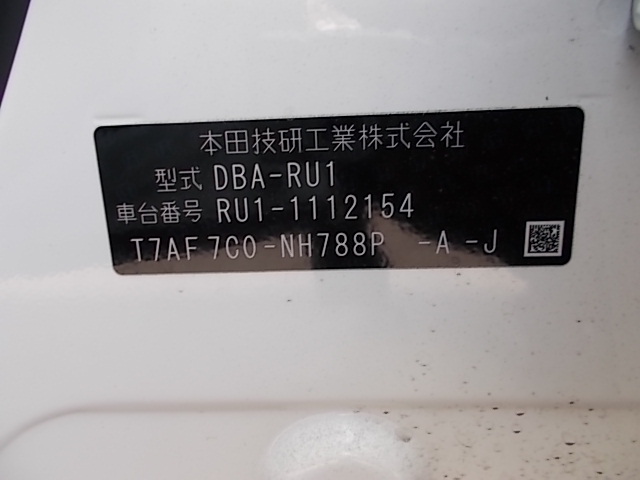 本田技研工業株式会社
型式 DBA-RU1
車台番号 RU1-1112154
T7AF7C0-NH788P -A-J